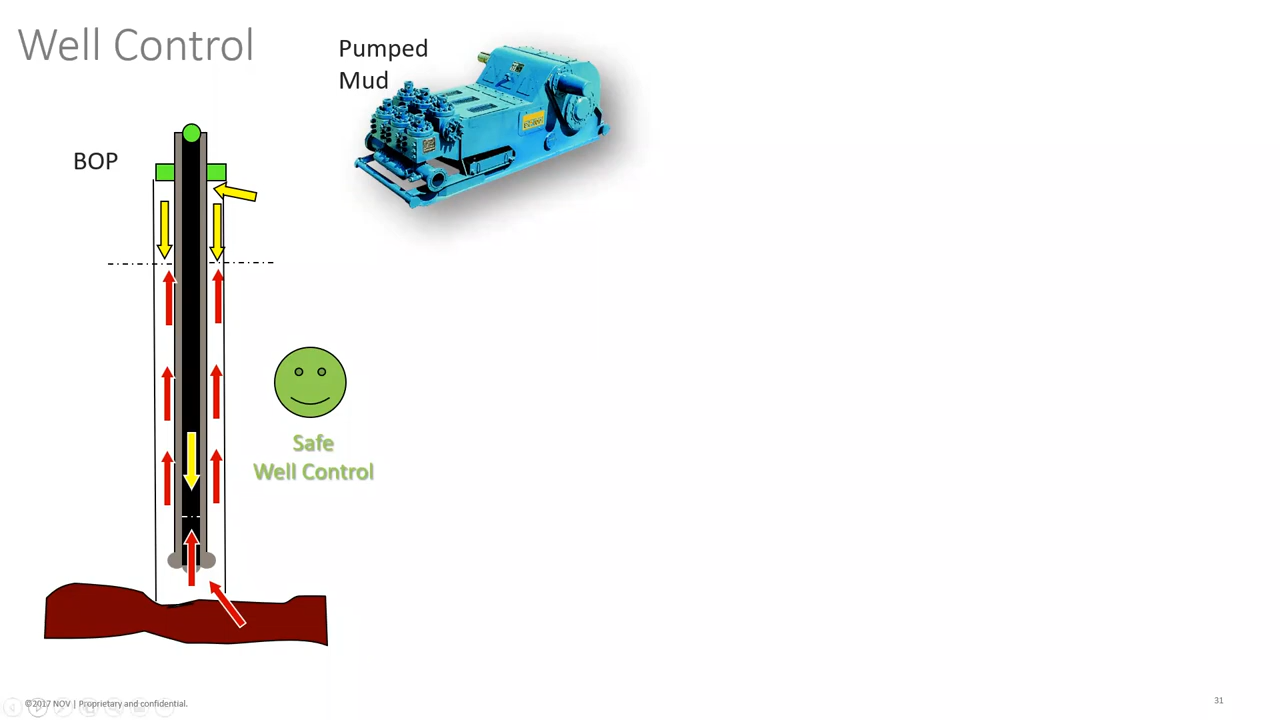 Well Control
Pumped
Mud
BOP
Safe
Well Control
©2017 NOV | Proprietary and confidential.
31